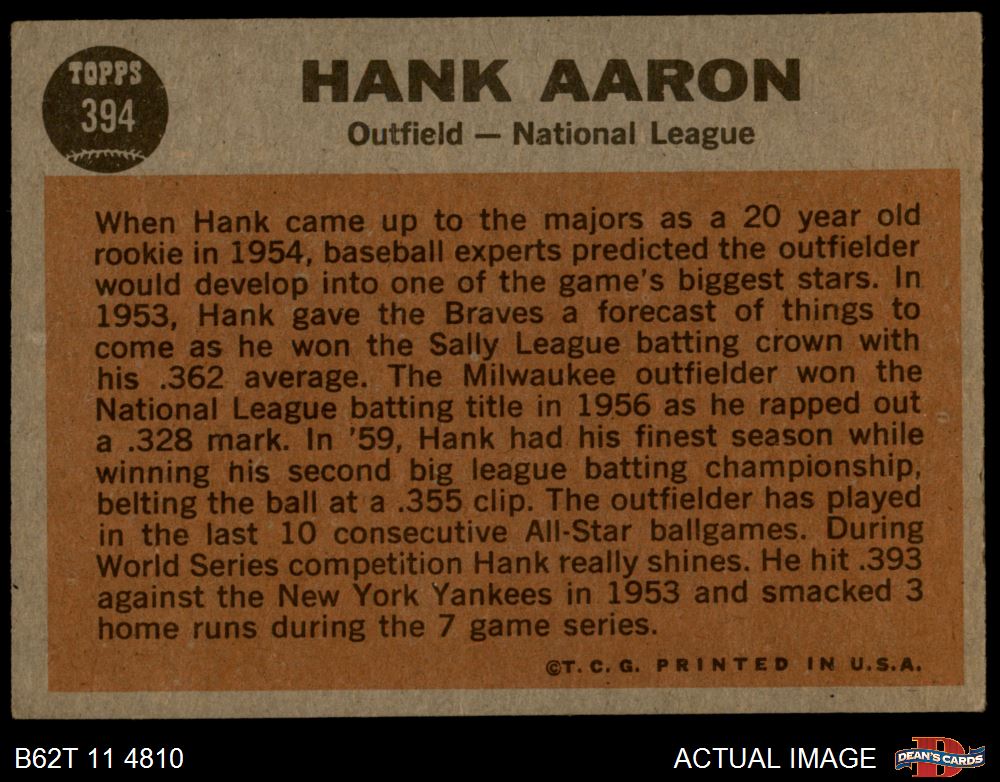 TOPPS
394
HANK AARON
Outfield — National League
When Hank came up to the majors as a 20 year old
rookie in 1954, baseball experts predicted the outfielder
would develop into one of the game's biggest stars. In
1953, Hank gave the Braves a forecast of things to
come as he won the Sally League batting crown with
his .362 average. The Milwaukee outfielder won the
National League batting title in 1956 as he rapped out
a .328 mark. In '59, Hank had his finest season while
winning his second big league batting championship,
belting the ball at a .355 clip. The outfielder has played
in the last 10 consecutive All-Star ballgames. During
World Series competition Hank really shines. He hit .393
against the New York Yankees in 1953 and smacked 3
home runs during the 7 game series.
©T. C. G. PRINTED IN U.S.A.
B62T 11 4810
ACTUAL IMAGE
D
DEAN'S CARDS